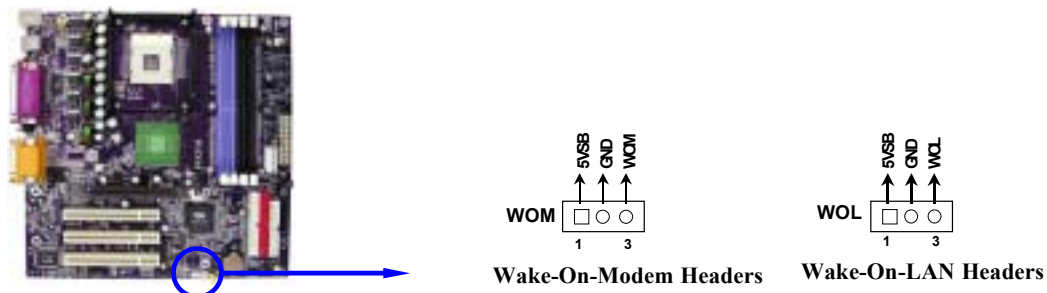 5VSB
GND
WOM
WOM
1 3
Wake-On-Modem Headers
5VSB
GND
WOL
WOL
1 3
Wake-On-LAN Headers